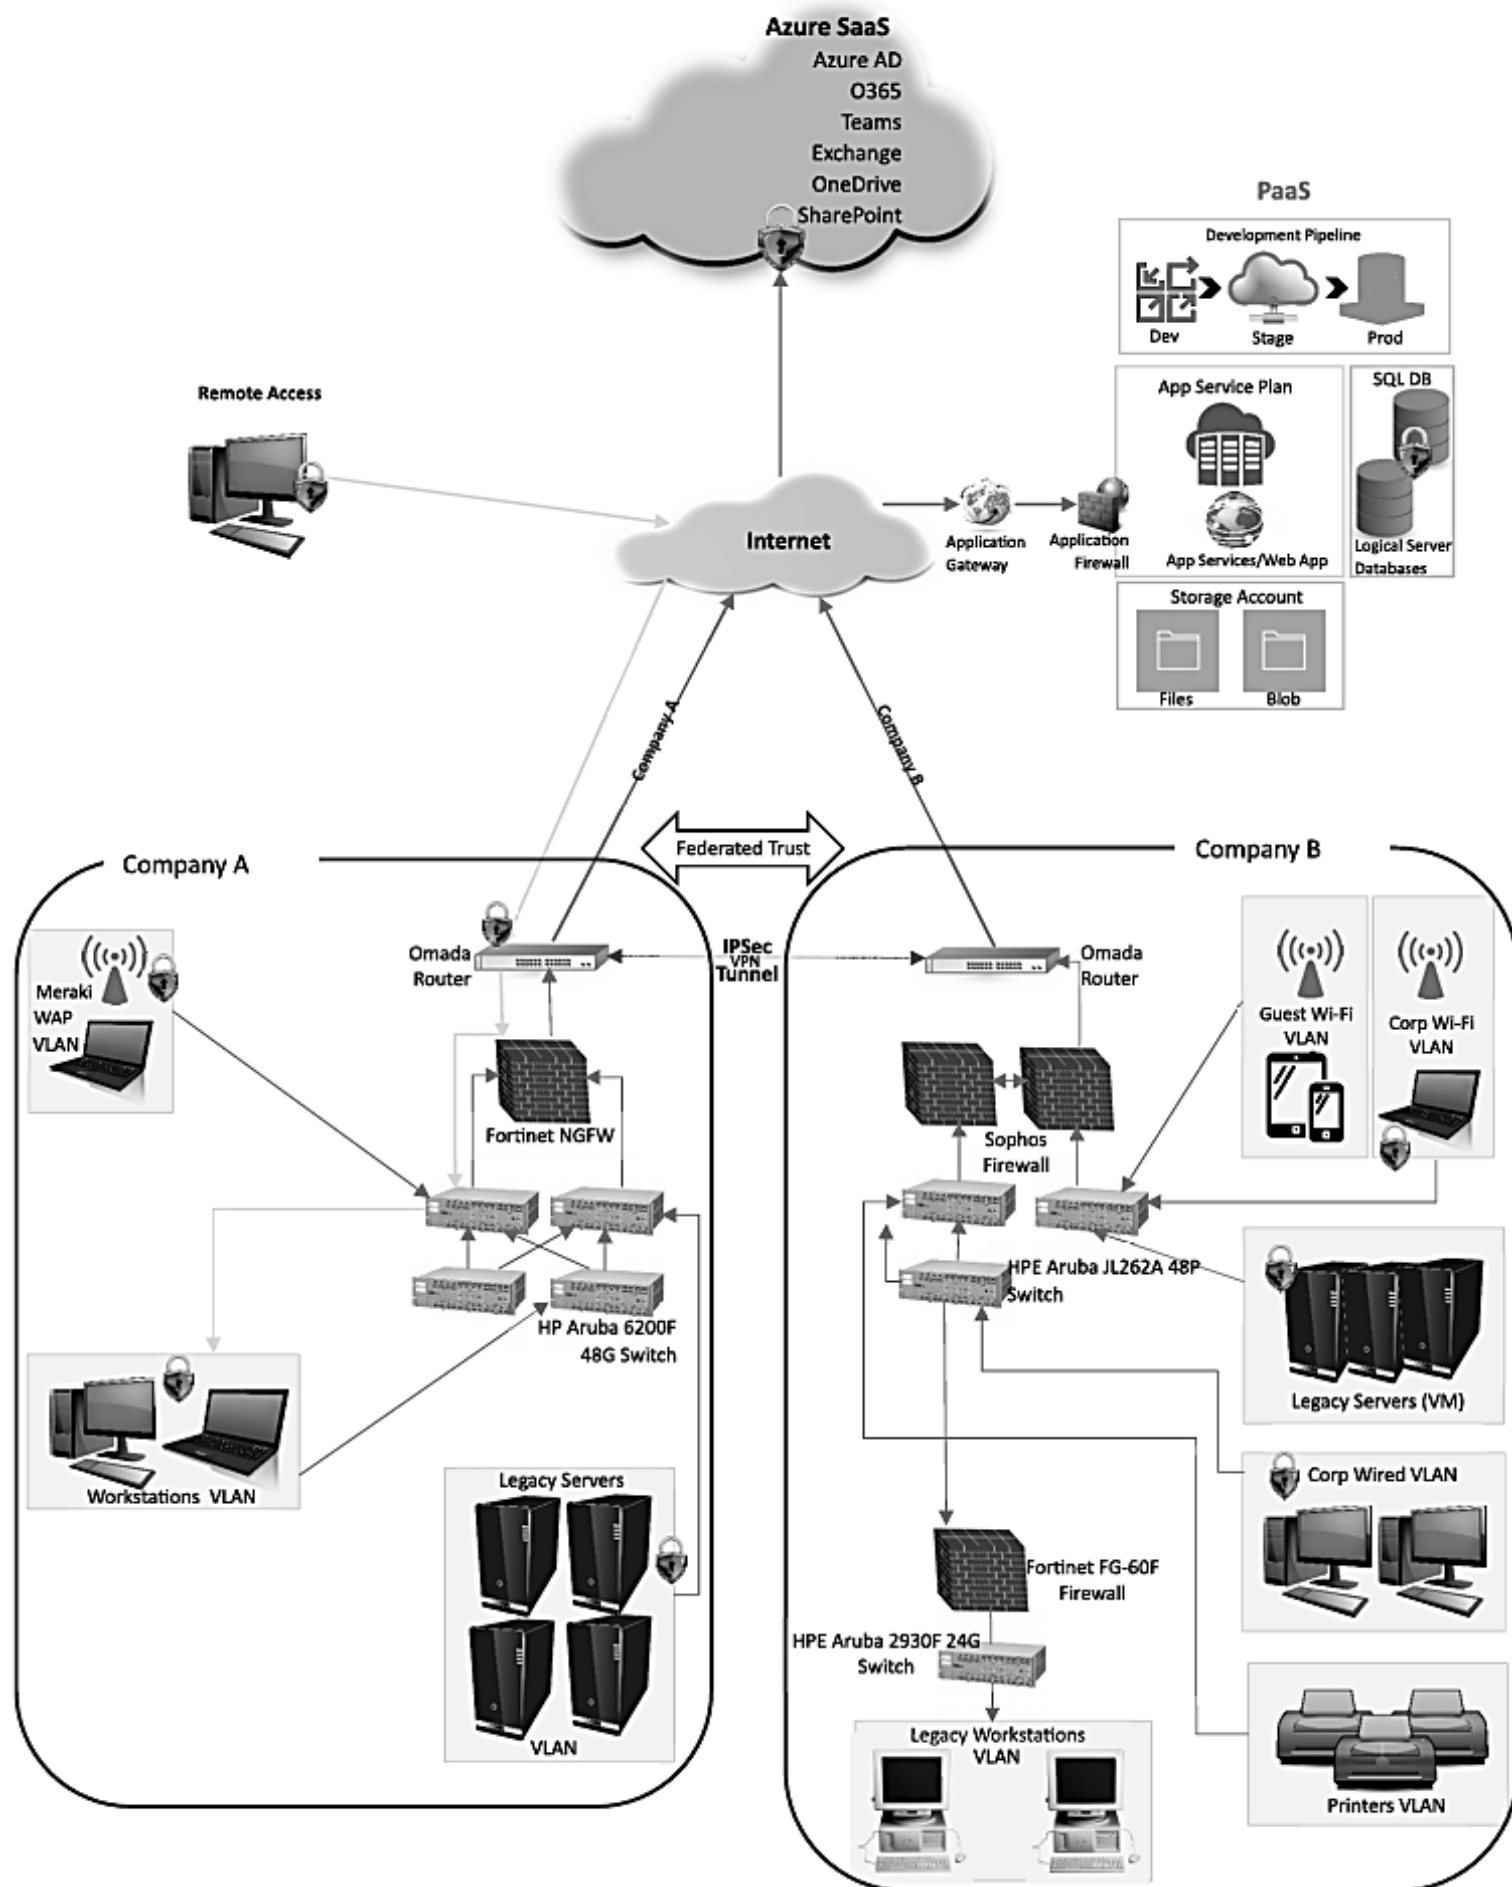 Azure SaaS
Azure AD
O365
Teams
Exchange
OneDrive
SharePoint
PaaS
Development Pipeline
Dev
Stage
Prod
Remote Access
App Service Plan
SQL DB
Internet
Application
Gateway
Application
Firewall
App Services/Web App
Logical Server
Databases
Storage Account
Files
Blob
Company A
Company B
Federated Trust
Company A
Company B
Omada
Router
IPSec
VPN
Tunnel
Omada
Router
Meraki
WAP
VLAN
Guest Wi-Fi
VLAN
Corp Wi-Fi
VLAN
Fortinet NGFW
Sophos
Firewall
HP Aruba 6200F
48G Switch
HPE Aruba JL262A 48P
Switch
Legacy Servers (VM)
Workstations VLAN
Legacy Servers
VLAN
Corp Wired VLAN
Fortinet FG-60F
Firewall
HPE Aruba 2930F 24G
Switch
Legacy Workstations
VLAN
Printers VLAN